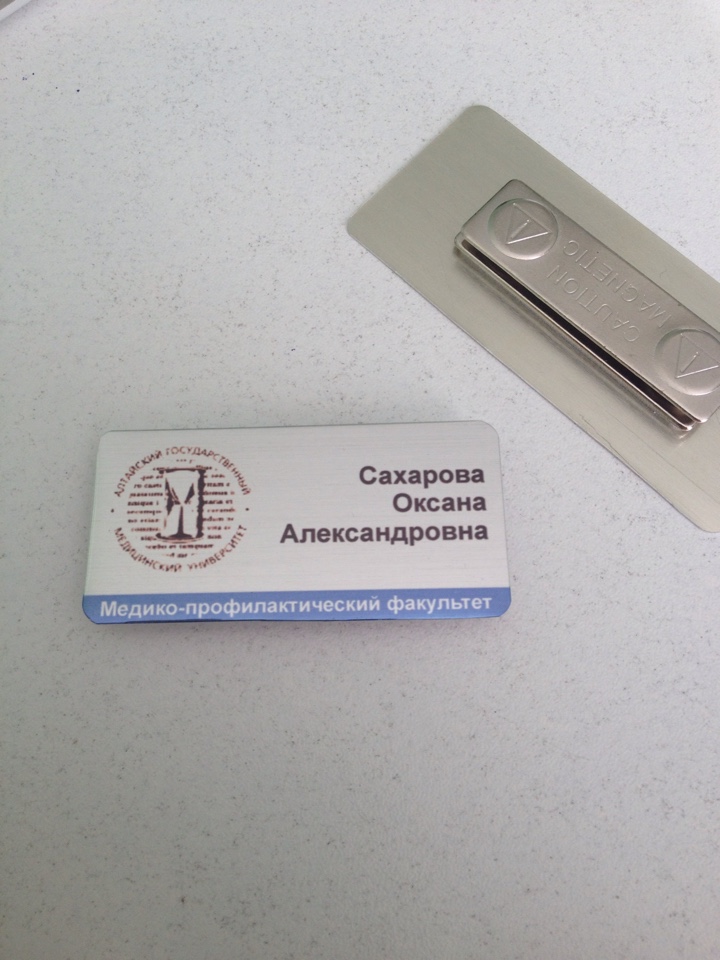 АЛТАЙСКИЙ ГОСУДАРСТВЕННЫЙ
МЕДИЦИНСКИЙ УНИВЕРСИТЕТ
Сахарова
Оксана
Александровна
Медико-профилактический факультет
CAUTION
MAGNETIC